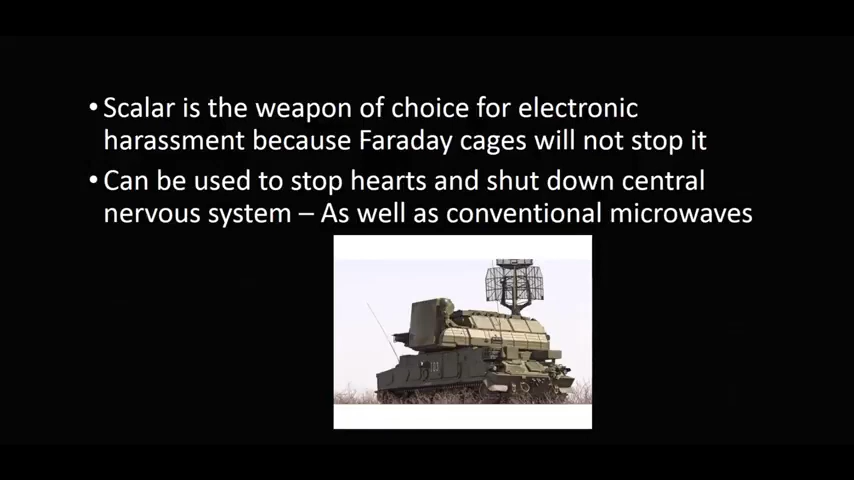 • Scalar is the weapon of choice for electronic
harassment because Faraday cages will not stop it
• Can be used to stop hearts and shut down central
nervous system – As well as conventional microwaves